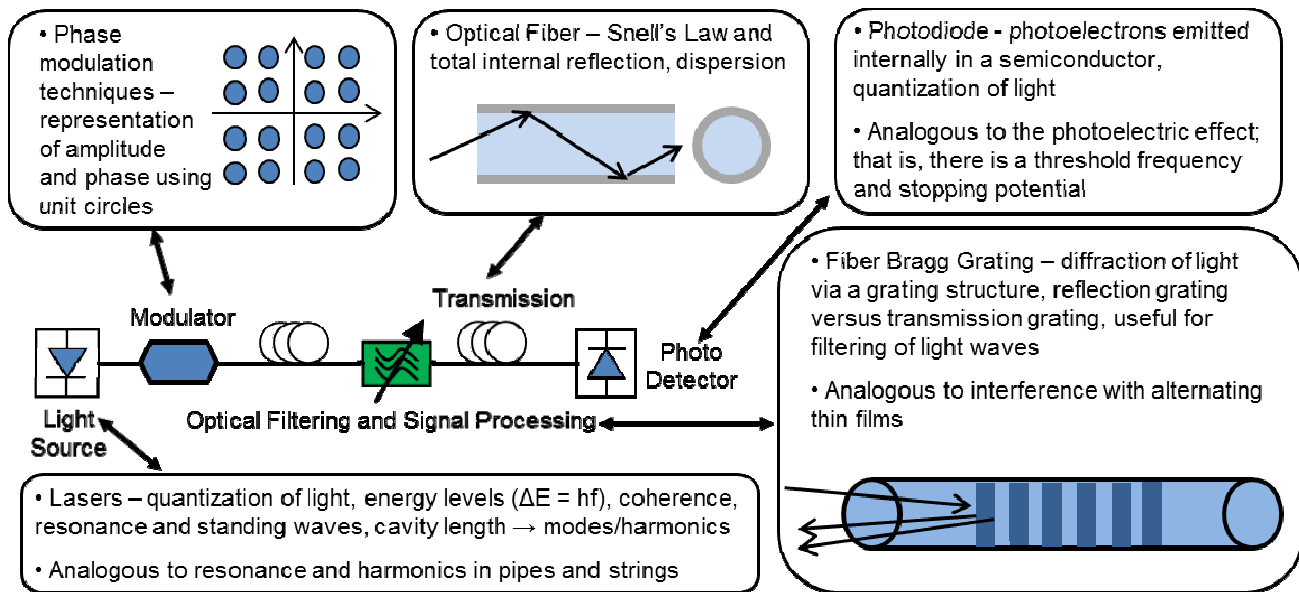 • Phase
modulation
techniques –
representation
of amplitude
and phase using
unit circles
• Optical Fiber – Snell's Law and
total internal reflection, dispersion
• Photodiode - photoelectrons emitted
internally in a semiconductor,
quantization of light
• Analogous to the photoelectric effect;
that is, there is a threshold frequency
and stopping potential
• Fiber Bragg Grating – diffraction of light
via a grating structure, reflection grating
versus transmission grating, useful for
filtering of light waves
• Analogous to interference with alternating
thin films
Modulator
Transmission
Light
Source
Optical Filtering and Signal Processing
Photo
Detector
• Lasers – quantization of light, energy levels (ΔE = hf), coherence,
resonance and standing waves, cavity length → modes/harmonics
• Analogous to resonance and harmonics in pipes and strings